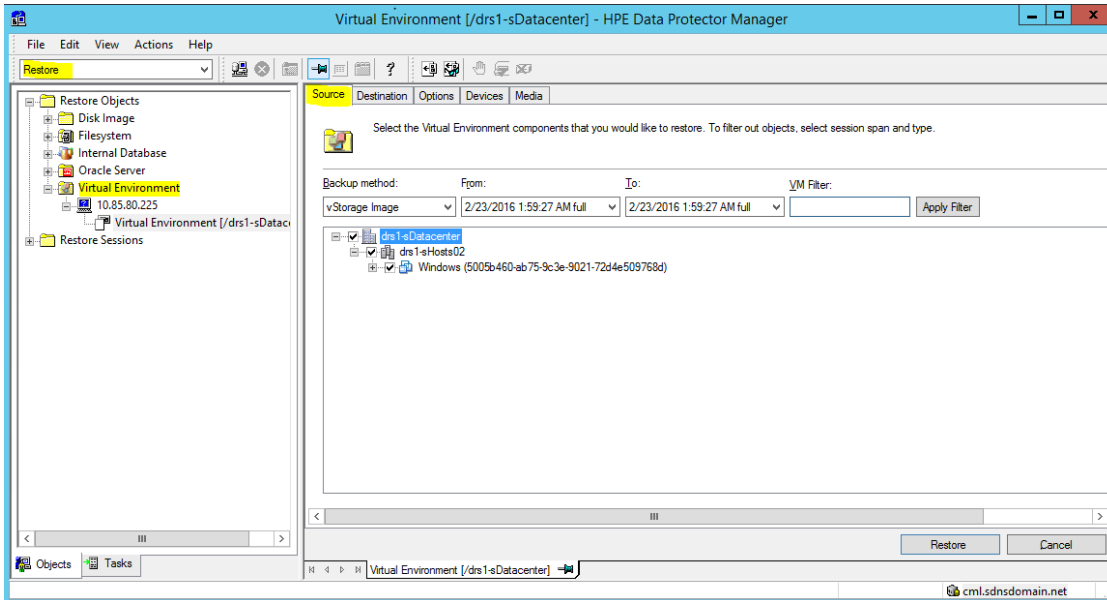 Virtual Environment [/drs1-sDatacenter] - HPE Data Protector Manager
File Edit View Actions Help
Restore
Restore Objects
Disk Image
Filesystem
Internal Database
Oracle Server
Virtual Environment
10.85.80.225
Virtual Environment [/drs1-sDatace
Restore Sessions
Objects Tasks
Source Destination Options Devices Media
Select the Virtual Environment components that you would like to restore. To filter out objects, select session span and type.
Backup method: From: To: VM Filter:
vStorage Image 2/23/2016 1:59:27 AM full 2/23/2016 1:59:27 AM full Apply Filter
drs1-sDatacenter
drs1-sHosts02
Windows (5005b460-ab75-9c3e-9021-72d4e509768d)
Restore Cancel
Virtual Environment [/drs1-sDatacenter]
cml.sdnsdomain.net